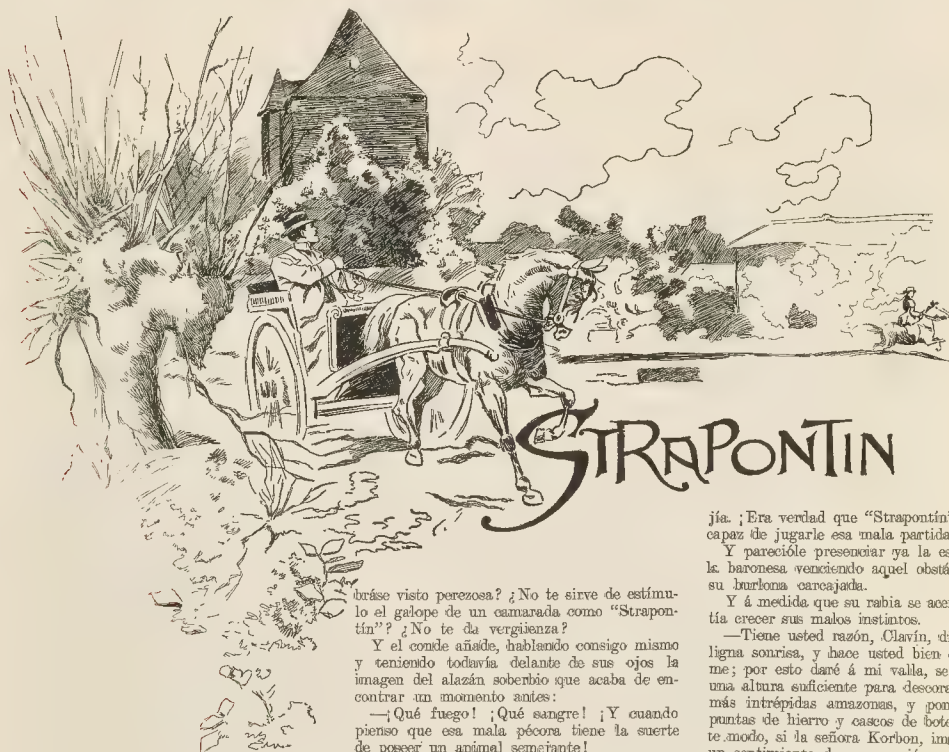 STRAPONTIN
bráse visto perezosa? ¿No te sirve de estímu-
lo el galope de un camarada como "Strapon-
tín"? ¿No te da vergüenza?
Y el conde añade, hablando consigo mismo
y teniendo todavía delante de sus ojos la
imagen del alazán soberbio que acaba de en-
contrar un momento antes:
—¡Qué fuego! ¡Qué sangre! ¡Y cuando
pienso que esa mala pécora tiene la suerte
de poseer un animal semejante!
jía. ¡Era verdad que "Strapontín"
capaz de jugarle esa mala partida
Y parecióle presenciar ya la es
la baronesa venciendo aquel obstá
su burlona carcajada.
Y á medida que su rabia se acer
tía crecer sus malos instintos.
—Tiene usted razón, Clavín, di
ligna sonrisa, y hace usted bien
me; por esto daré á mi valla, se
una altura suficiente para descora
más intrépidas amazonas, y pon
puntas de hierro y cascos de bote
te modo, si la señora Korbon, im